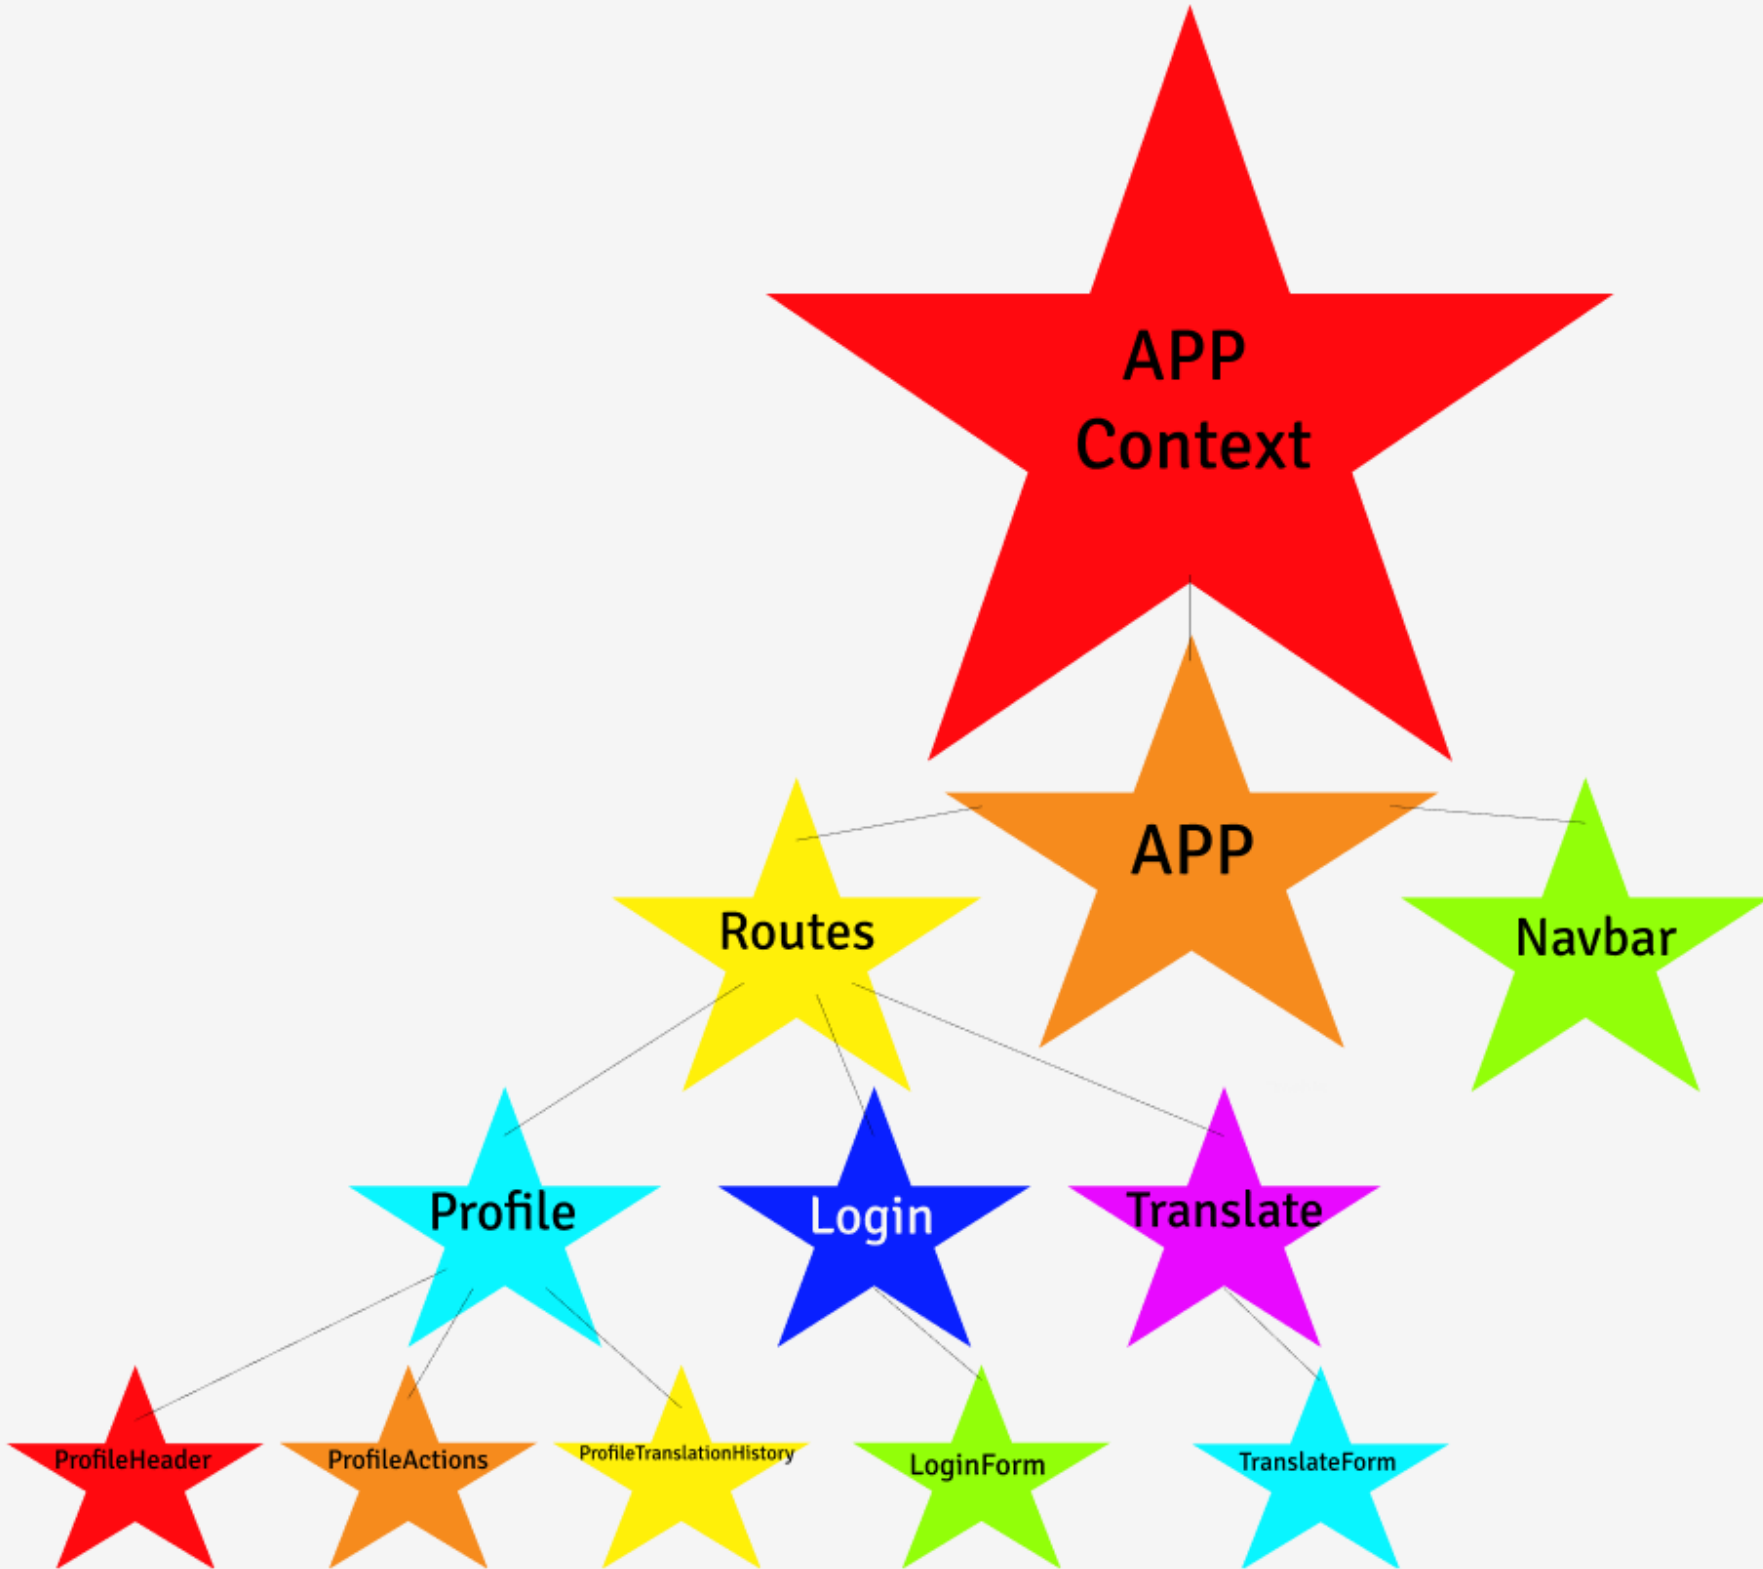 APP
Context
APP
Routes
Navbar
Profile
Login
Translate
ProfileHeader
ProfileActions
ProfileTranslationHistory
LoginForm
TranslateForm